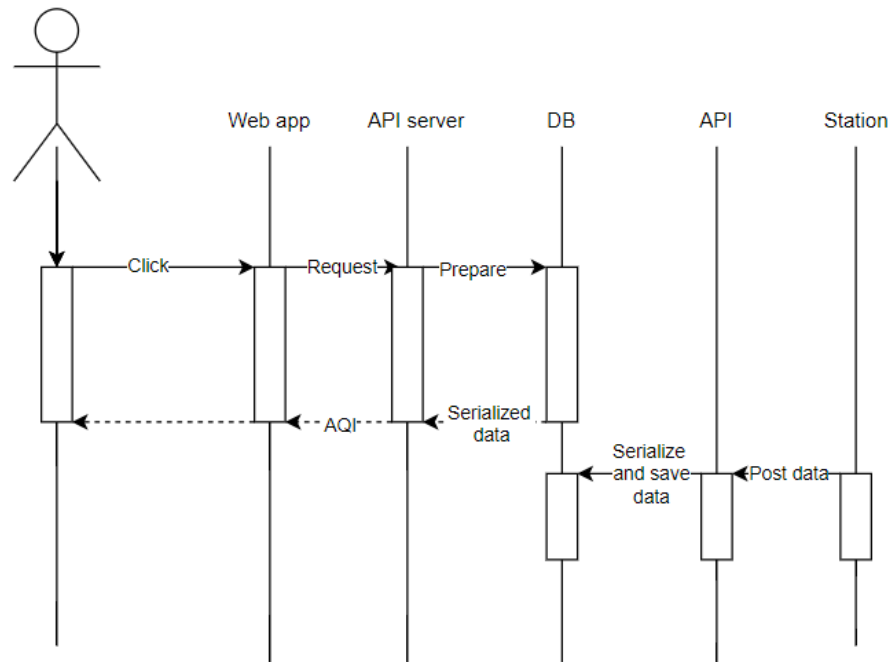 Web app
API server
DB
API
Station
Click
Request
Prepare
AQI
Serialized
data
Serialize
and save
data
Post data